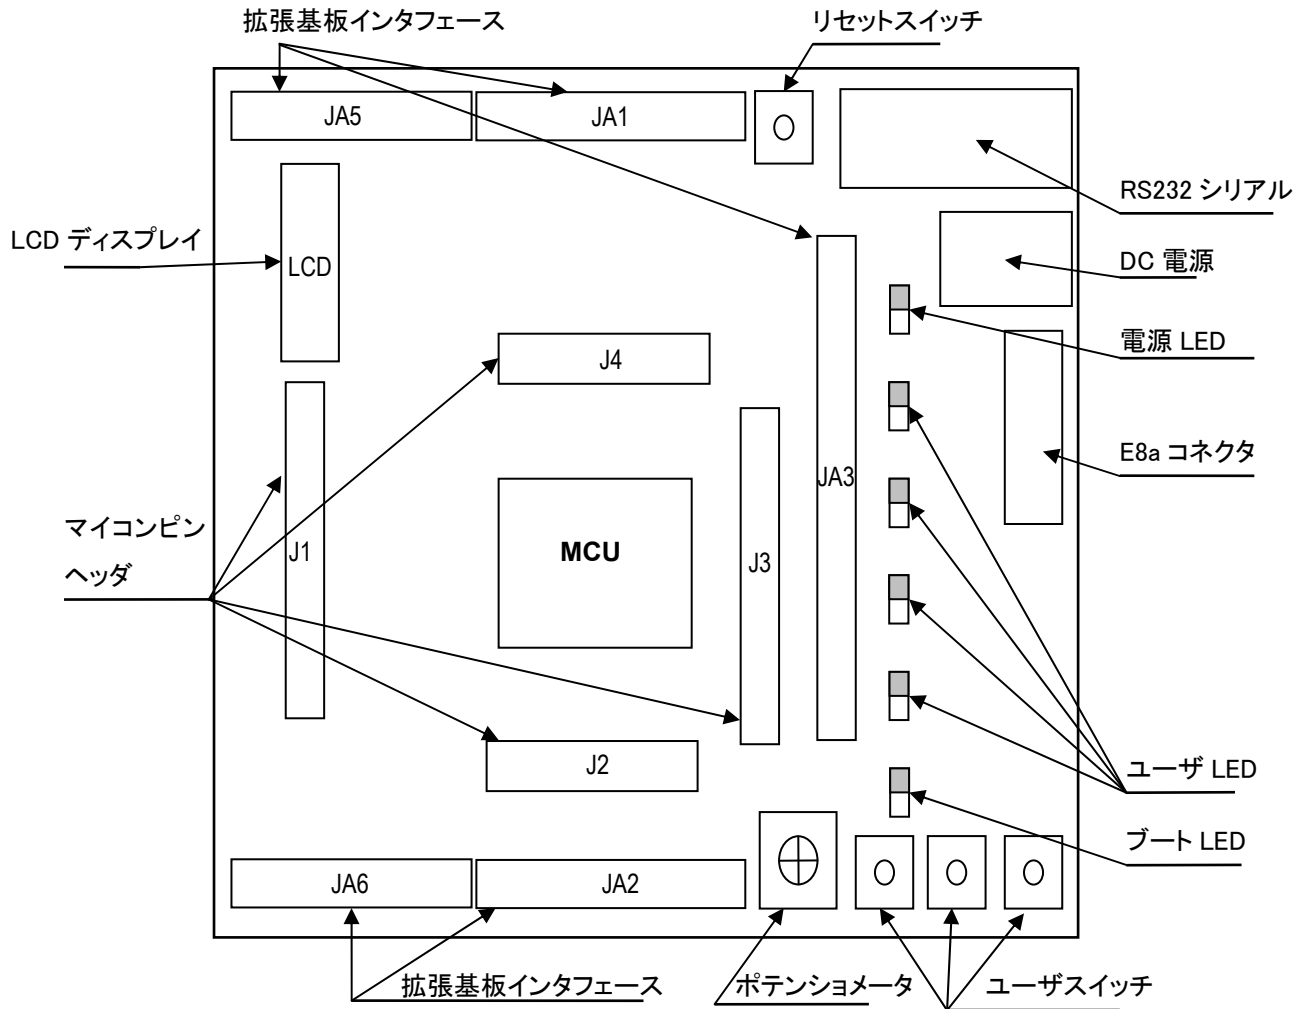 拡張基板インタフェース
リセットスイッチ
JA5
JA1
RS232 シリアル
LCD ディスプレイ
LCD
DC 電源
電源 LED
J4
E8a コネクタ
JA3
マイコンピン
ヘッダ
J1
MCU
J3
J2
ユーザ LED
ブート LED
JA6
JA2
拡張基板インタフェース
ポテンショメータ
ユーザスイッチ